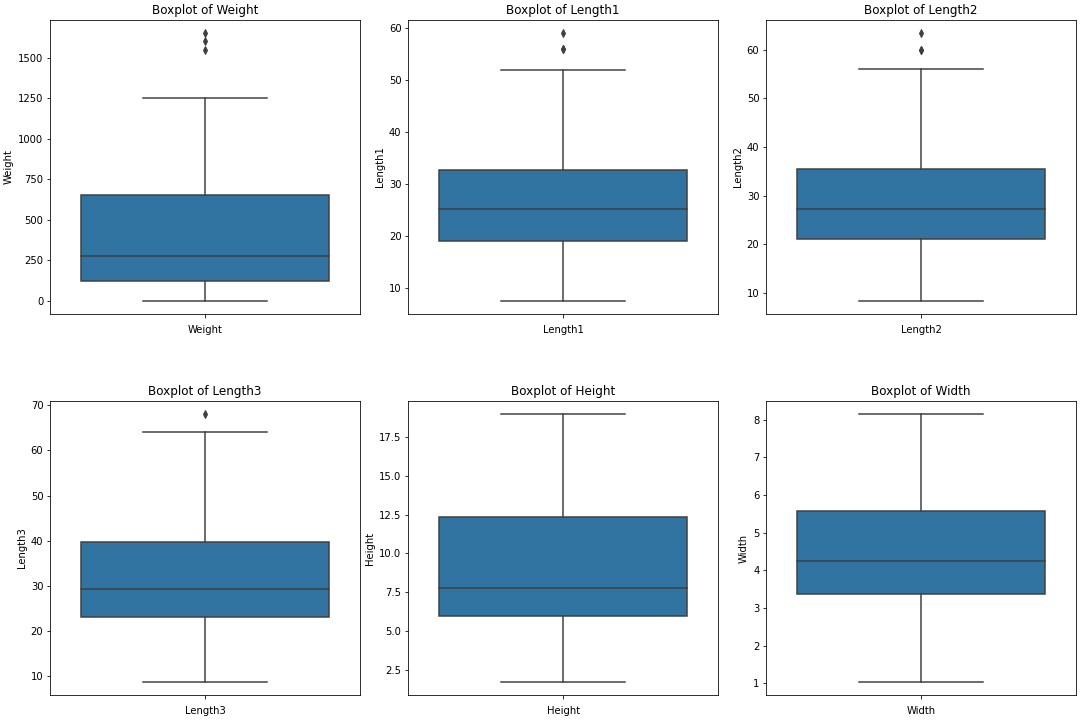 Boxplot of Weight
1500
1250
1000
750
500
250
0
Weight
Weight
Boxplot of Length1
60
50
40
30
20
10
Length1
Length1
Boxplot of Length2
60
50
40
30
20
10
Length2
Length2
Boxplot of Length3
70
60
50
40
30
20
10
Length3
Length3
Boxplot of Height
17.5
15.0
12.5
10.0
7.5
5.0
2.5
Height
Height
Boxplot of Width
8
7
6
5
4
3
2
1
Width
Width